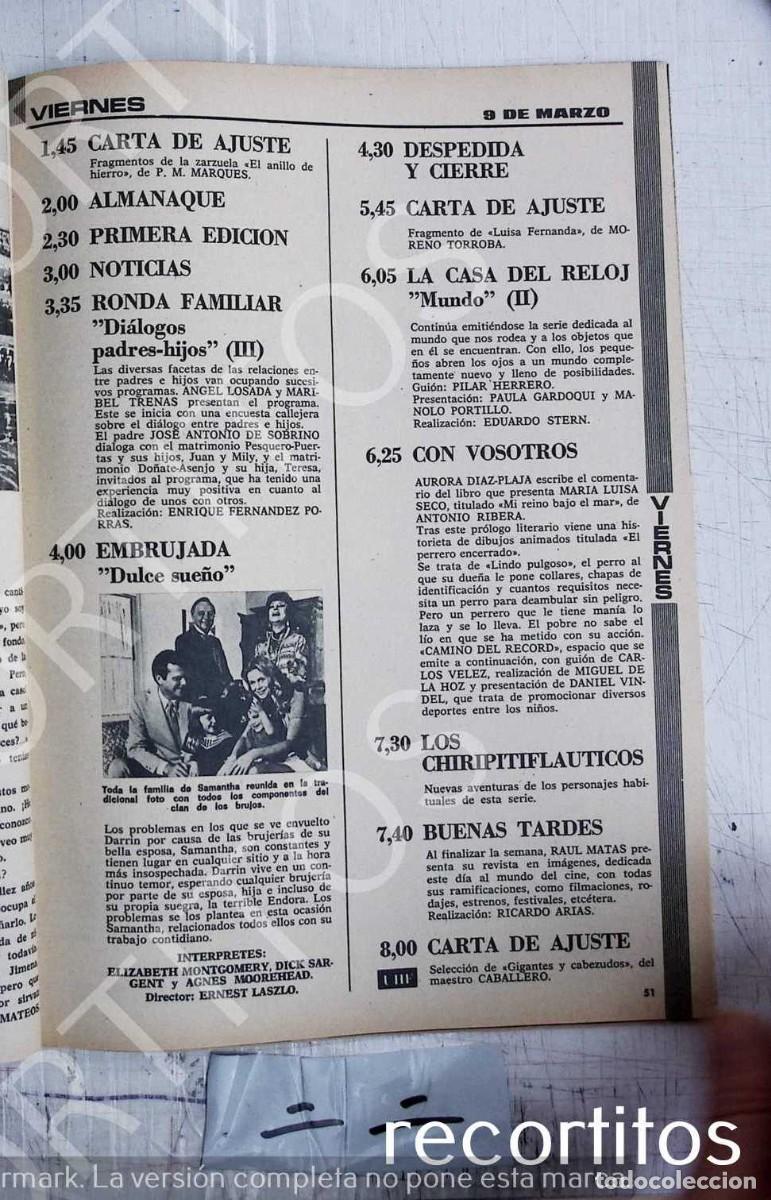 VIERNES
9 DE MARZO
1,45 CARTA DE AJUSTE
Fragmentos de la zarzuela «El anillo de
hierro», de P. M. MARQUES.
2,00 ALMANAQUE
2,30 PRIMERA EDICION
3,00 NOTICIAS
3,35 RONDA FAMILIAR
"Diálogos
padres-hijos" (III)
Las diversas facetas de las relaciones en-
tre padres e hijos van ocupando sucesi-
vos programas. ANGEL LOSADA y MARI-
BEL TRENAS presentan el programa.
Este se inicia con una encuesta callejera
sobre el diálogo entre padres e hijos.
El padre JOSE ANTONIO DE SOBRINO
dialoga con el matrimonio Pesquero-Puer-
tas y sus hijos, Juan y Mily, y el matri-
monio Doñate-Asenjo y su hija, Teresa,
invitados al programa, que ha tenido una
experiencia muy positiva en cuanto al
diálogo de unos con otros.
Realización: ENRIQUE FERNANDEZ PO-
RRAS.
4,00 EMBRUJADA
"Dulce sueño"
Toda la familia de Samantha reunida en la tra-
dicional foto con todos los componentes del
clan de los brujos.
Los problemas en los que se ve envuelto
Darrin por causa de las brujerías de su
bella esposa, Samantha, son constantes y
tienen lugar en cualquier sitio y a la hora
más insospechada. Darrin vive en un con-
tinuo temor, esperando cualquier brujería
por parte de su esposa, hija e incluso de
su propia suegra, la terrible Endora. Los
problemas se los plantea en esta ocasión
Samantha, relacionados todos ellos con su
trabajo contidiano.
INTERPRETES:
ELIZABETH MONTGOMERY, DICK SAR-
GENT y AGNES MOOREHEAD.
Director: ERNEST LASZLO.
4,30 DESPEDIDA
Y CIERRE
5,45 CARTA DE AJUSTE
Fragmento de «Luisa Fernanda», de MO-
RENO TORROBA.
6,05 LA CASA DEL RELOJ
"Mundo" (II)
Continúa emitiéndose la serie dedicada al
mundo que nos rodea y a los objetos que
en él se encuentran. Con ello, los peque-
ños abren los ojos a un mundo comple-
tamente nuevo y lleno de posibilidades.
Guión: PILAR HERRERO.
Presentación: PAULA GARDOQUI y MA-
NOLO PORTILLO.
Realización: EDUARDO STERN.
6,25 CON VOSOTROS
AURORA DIAZ-PLAJA escribe el comenta-
rio del libro que presenta MARIA LUISA
SECO, titulado «Mi reino bajo el mar», de
ANTONIO RIBERA.
Tras este prólogo literario viene una his-
torieta de dibujos animados titulada «El
perrero encerrado».
Se trata de «Lindo pulgoso», el perro al
que su dueña le pone collares, chapas de
identificación y cuantos requisitos nece-
sita un perro para deambular sin peligro.
Pero un perrero que le tiene manía lo
laza y se lo lleva. El pobre no sabe el
lío en que se ha metido con su acción.
«CAMINO DEL RECORD», espacio que se
emite a continuación, con guión de CAR-
LOS VELEZ, realización de MIGUEL DE
LA HOZ y presentación de DANIEL VIN-
DEL, que trata de promocionar diversos
deportes entre los niños.
7,30 LOS
CHIRIPITIFLAUTICOS
Nuevas aventuras de los personajes habi-
tuales de esta serie.
7,40 BUENAS TARDES
Al finalizar la semana, RAUL MATAS pre-
senta su revista en imágenes, dedicada
este día al mundo del cine, con todas
sus ramificaciones, como filmaciones, ro-
dajes, estrenos, festivales, etcétera.
Realización: RICARDO ARIAS.
8,00 CARTA DE AJUSTE
UHF
Selección de «Gigantes y cabezudos», del
maestro CABALLERO.
51
VIERNES
recortitos
rmark. La version completa no pone esta marca
todocoleccion